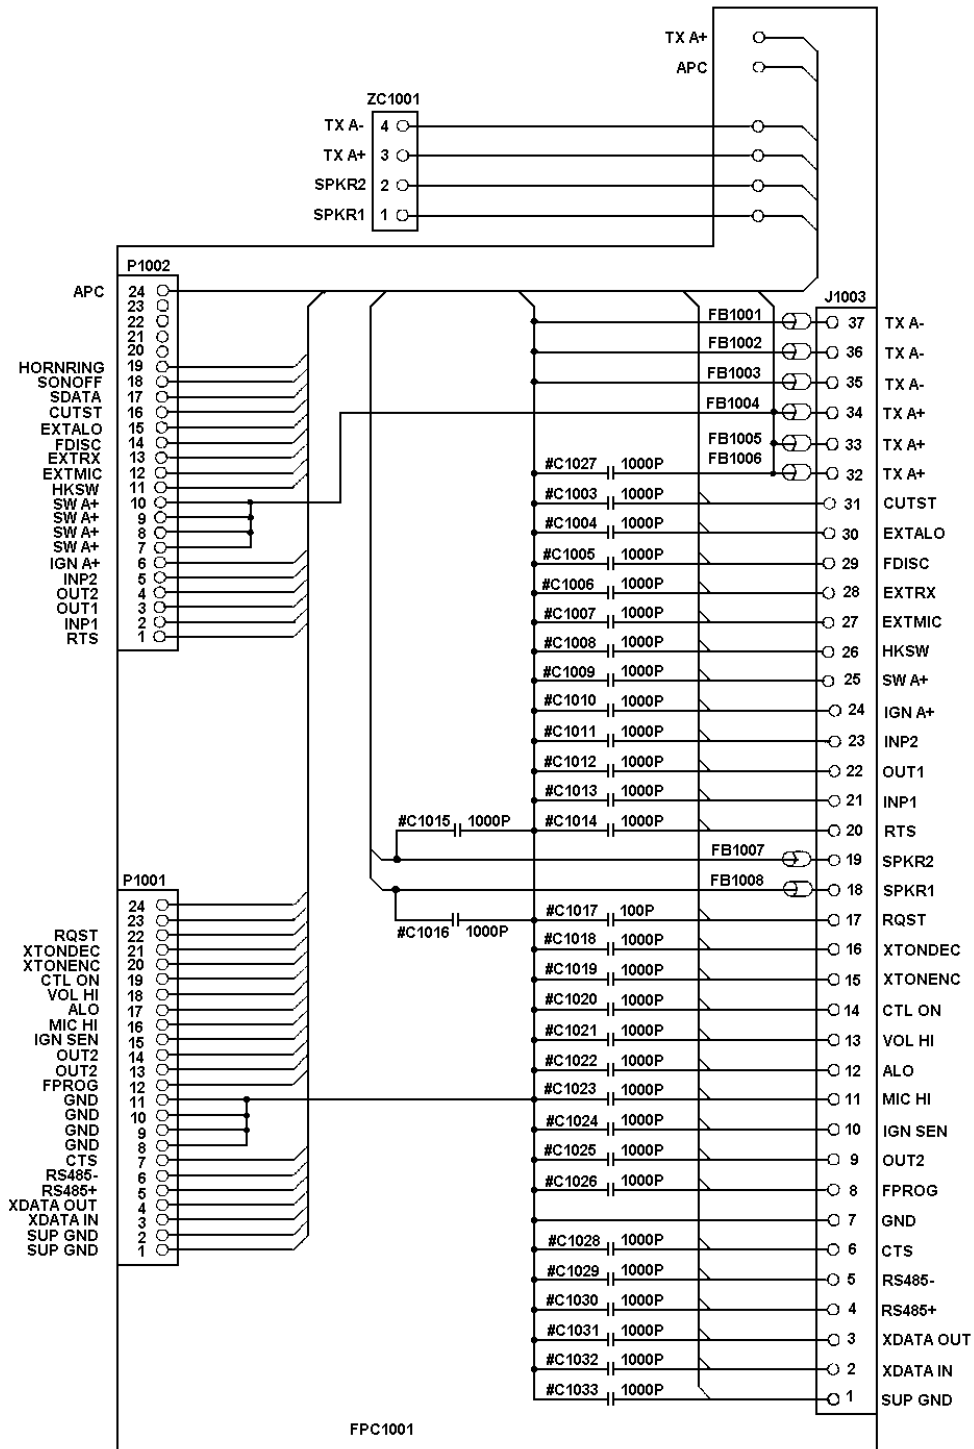 TX A+
APC
ZC1001
TX A- 4
TX A+ 3
SPKR2 2
SPKR1 1
P1002
APC 24
23
22
21
20
HORNRING 19
SONOFF 18
SDATA 17
CUTST 16
EXTALO 15
FDISC 14
EXTRX 13
EXTMIC 12
HKSW 11
SW A+ 10
SW A+ 9
SW A+ 8
SW A+ 7
IGN A+ 6
INP2 5
OUT2 4
OUT1 3
INP1 2
RTS 1
J1003
FB1001 37 TX A-
FB1002 36 TX A-
FB1003 35 TX A-
FB1004 34 TX A+
FB1005 33 TX A+
FB1006
#C1027 1000P 32 TX A+
#C1003 1000P 31 CUTST
#C1004 1000P 30 EXTALO
#C1005 1000P 29 FDISC
#C1006 1000P 28 EXTRX
#C1007 1000P 27 EXTMIC
#C1008 1000P 26 HKSW
#C1009 1000P 25 SW A+
#C1010 1000P 24 IGN A+
#C1011 1000P 23 INP2
#C1012 1000P 22 OUT1
#C1013 1000P 21 INP1
#C1015 1000P #C1014 1000P 20 RTS
FB1007 19 SPKR2
FB1008 18 SPKR1
#C1016 1000P #C1017 100P 17 RQST
#C1018 1000P 16 XTONDEC
#C1019 1000P 15 XTONENC
#C1020 1000P 14 CTL ON
#C1021 1000P 13 VOL HI
#C1022 1000P 12 ALO
#C1023 1000P 11 MIC HI
#C1024 1000P 10 IGN SEN
#C1025 1000P 9 OUT2
#C1026 1000P 8 FPROG
7 GND
#C1028 1000P 6 CTS
#C1029 1000P 5 RS485-
#C1030 1000P 4 RS485+
#C1031 1000P 3 XDATA OUT
#C1032 1000P 2 XDATA IN
#C1033 1000P 1 SUP GND
P1001
24
23
RQST 22
XTONDEC 21
XTONENC 20
CTL ON 19
VOL HI 18
ALO 17
MIC HI 16
IGN SEN 15
OUT2 14
OUT2 13
FPROG 12
GND 11
GND 10
GND 9
GND 8
CTS 7
RS485- 6
RS485+ 5
XDATA OUT 4
XDATA IN 3
SUP GND 2
SUP GND 1
FPC1001